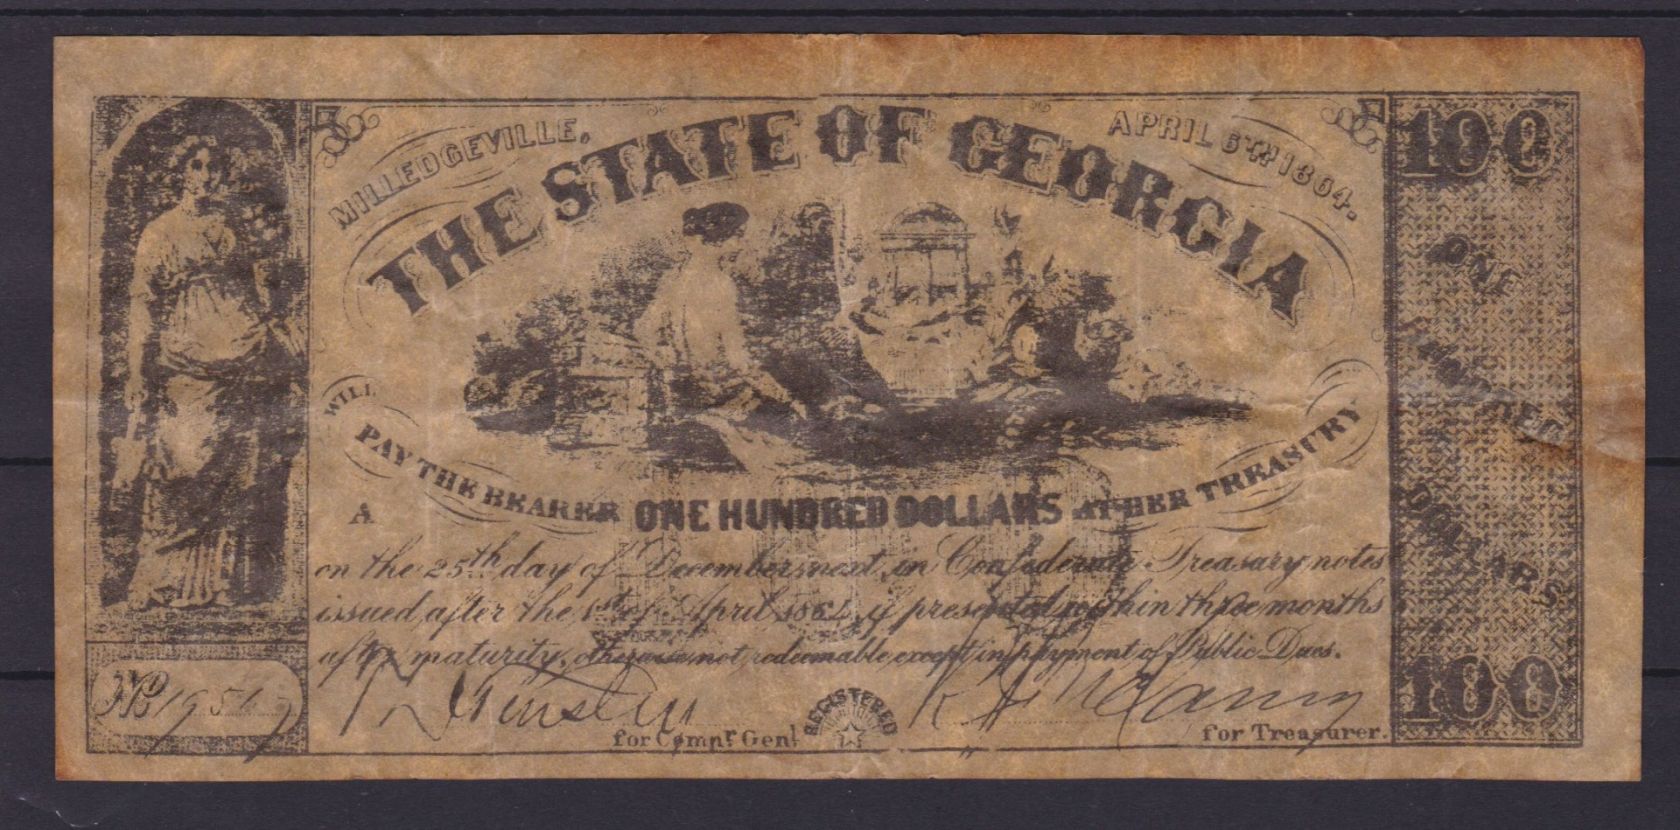 MILLEDGEVILLE,
APRIL 6TH 1864.
THE STATE OF GEORGIA
WILL
PAY THE BEARER ONE HUNDRED DOLLARS AT HER TREASURY
A
on the 25th day of December next, in Confederate Treasury notes
issued after the 1st of April 1864, if presented within three months
after maturity, otherwise not redeemable except in payment of Public Dues.
for Compr. Genl
REGISTERED
for Treasurer.
100
ONE
HUNDRED
DOLLARS
100